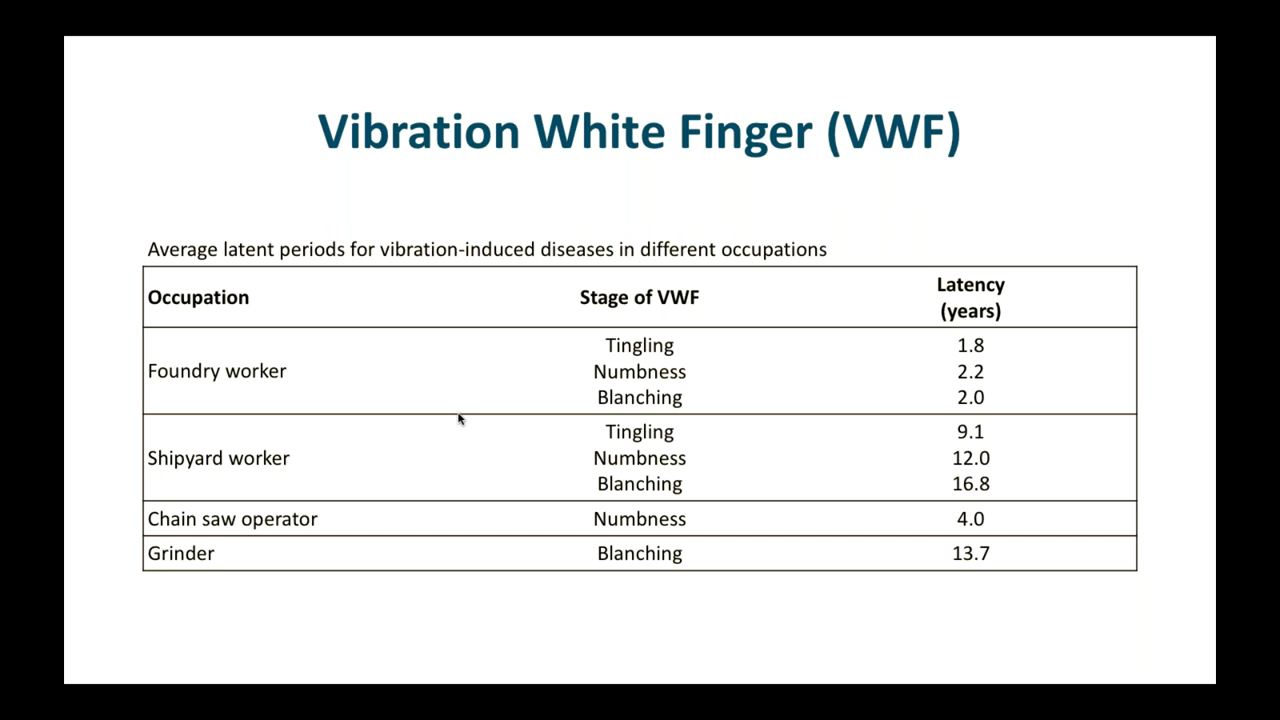 Vibration White Finger (VWF)
Average latent periods for vibration-induced diseases in different occupations
Occupation Stage of VWF Latency (years)
Foundry worker Tingling 1.8
Numbness 2.2
Blanching 2.0
Shipyard worker Tingling 9.1
Numbness 12.0
Blanching 16.8
Chain saw operator Numbness 4.0
Grinder Blanching 13.7